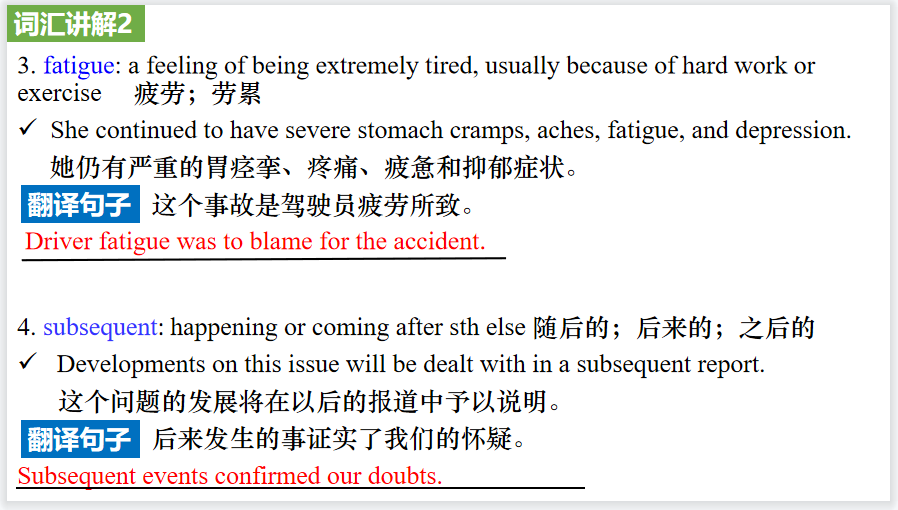 词汇讲解2
3. fatigue: a feeling of being extremely tired, usually because of hard work or
exercise 疲劳；劳累
✓ She continued to have severe stomach cramps, aches, fatigue, and depression.
她仍有严重的胃痉挛、疼痛、疲惫和抑郁症状。
翻译句子 这个事故是驾驶员疲劳所致。
Driver fatigue was to blame for the accident.
4. subsequent: happening or coming after sth else 随后的；后来的；之后的
✓ Developments on this issue will be dealt with in a subsequent report.
这个问题的发展将在以后的报道中予以说明。
翻译句子 后来发生的事证实了我们的怀疑。
Subsequent events confirmed our doubts.